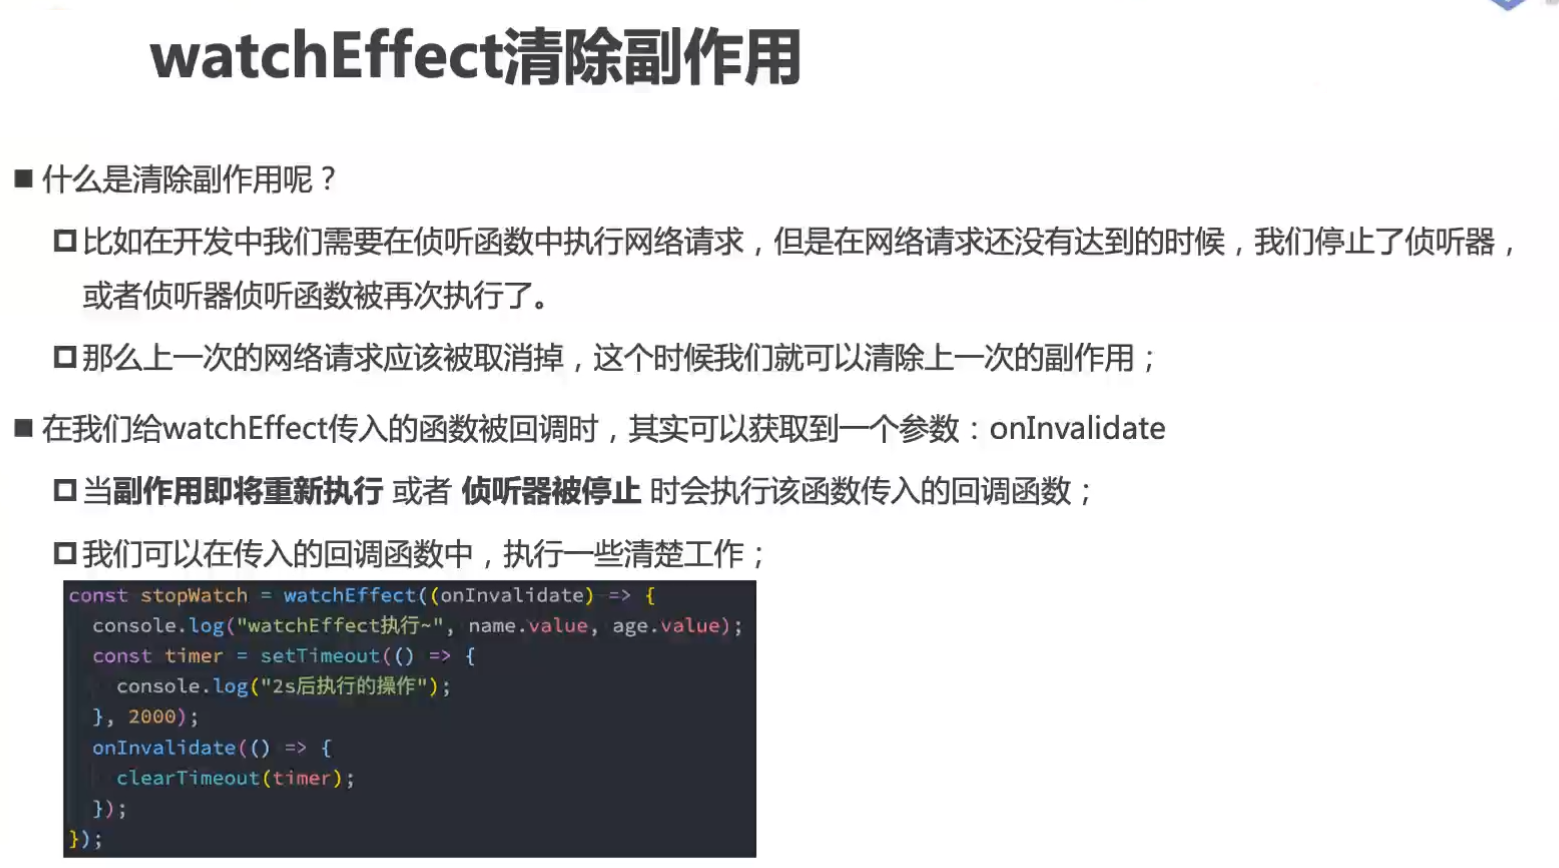 watchEffect清除副作用
什么是清除副作用呢？
比如在开发中我们需要在侦听函数中执行网络请求，但是在网络请求还没有达到的时候，我们停止了侦听器，
或者侦听器侦听函数被再次执行了。
那么上一次的网络请求应该被取消掉，这个时候我们就可以清除上一次的副作用；
在我们给watchEffect传入的函数被回调时，其实可以获取到一个参数：onInvalidate
当副作用即将重新执行 或者 侦听器被停止 时会执行该函数传入的回调函数；
我们可以在传入的回调函数中，执行一些清楚工作；
const stopWatch = watchEffect((onInvalidate) => {
console.log("watchEffect执行~", name.value, age.value);
const timer = setTimeout(() => {
console.log("2s后执行的操作");
}, 2000);
onInvalidate(() => {
clearTimeout(timer);
});
});